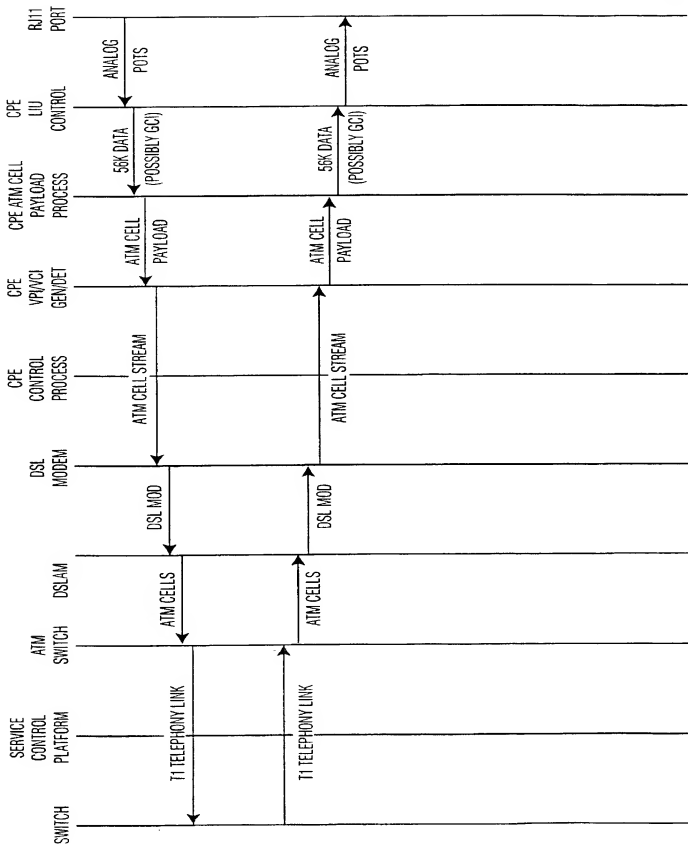 SWITCH
SERVICE
CONTROL
PLATFORM
ATM
SWITCH
DSLAM
DSL
MODEM
CPE
CONTROL
PROCESS
CPE
VPI/VCI
GEN/DET
CPE ATM CELL
PAYLOAD
PROCESS
CPE
LIU
CONTROL
RJ11
PORT
ANALOG
POTS
56K DATA
(POSSIBLY GCI)
ATM CELL
PAYLOAD
ATM CELL STREAM
DSL MOD
ATM CELLS
T1 TELEPHONY LINK
T1 TELEPHONY LINK
ATM CELLS
DSL MOD
ATM CELL STREAM
ATM CELL
PAYLOAD
56K DATA
(POSSIBLY GCI)
ANALOG
POTS